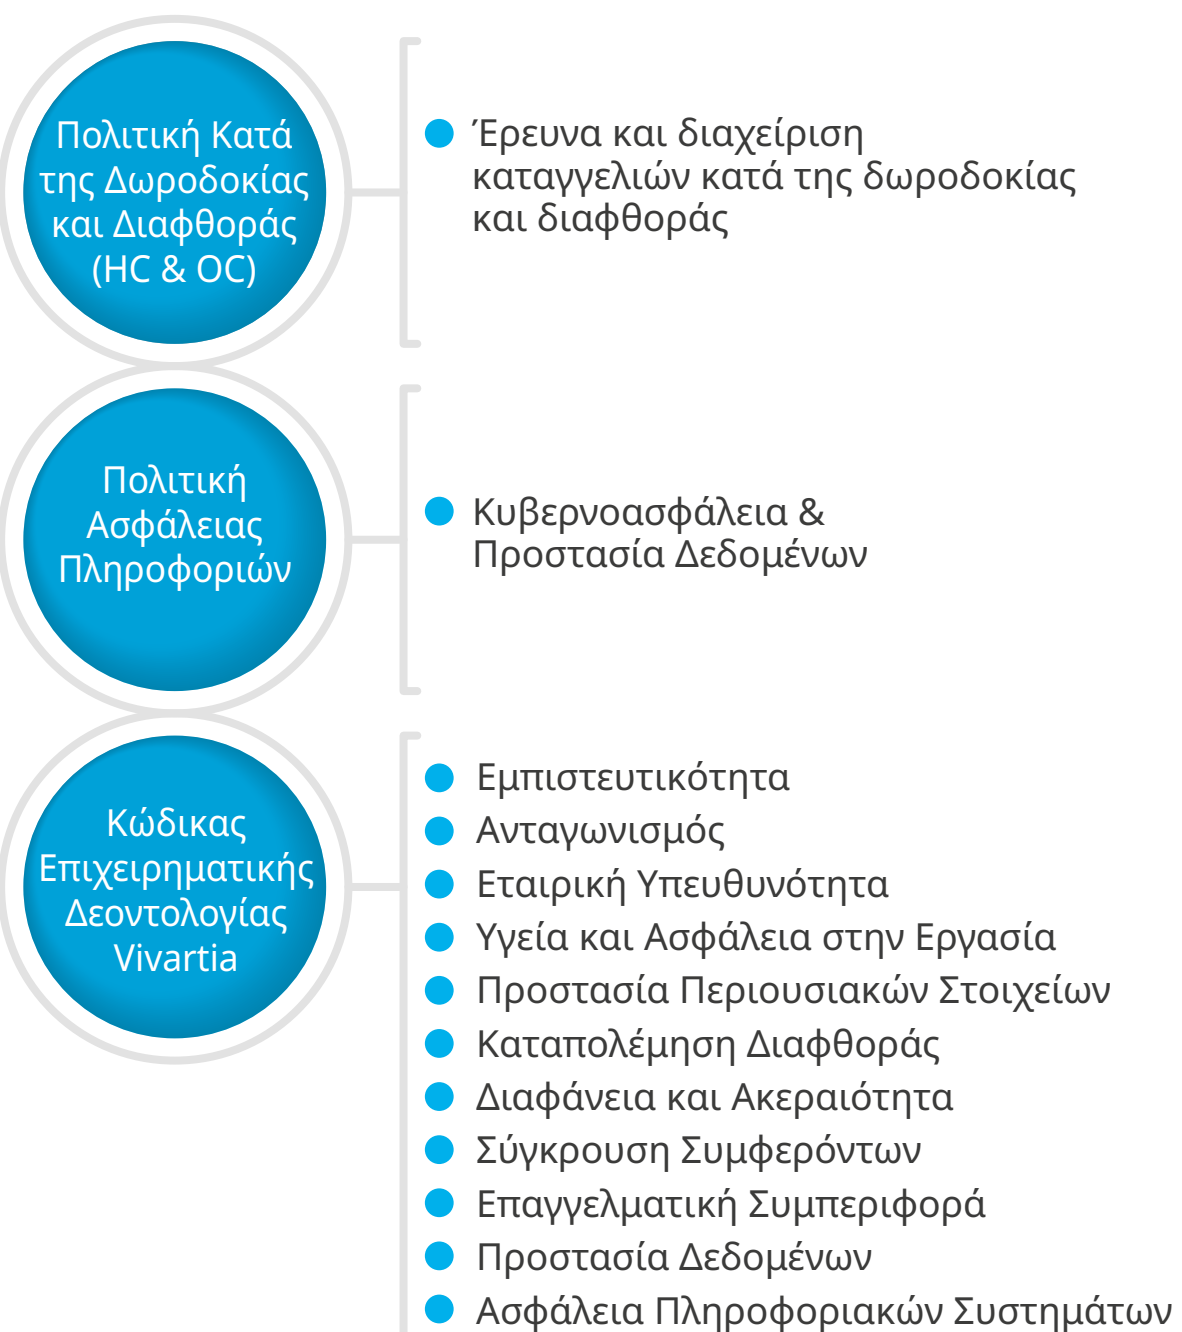 Πολιτική Κατά
της Δωροδοκίας
και Διαφθοράς
(HC & OC)
Έρευνα και διαχείριση
καταγγελιών κατά της δωροδοκίας
και διαφθοράς
Πολιτική
Ασφάλειας
Πληροφοριών
Κυβερνοασφάλεια &
Προστασία Δεδομένων
Κώδικας
Επιχειρηματικής
Δεοντολογίας
Vivartia
Εμπιστευτικότητα
Ανταγωνισμός
Εταιρική Υπευθυνότητα
Υγεία και Ασφάλεια στην Εργασία
Προστασία Περιουσιακών Στοιχείων
Καταπολέμηση Διαφθοράς
Διαφάνεια και Ακεραιότητα
Σύγκρουση Συμφερόντων
Επαγγελματική Συμπεριφορά
Προστασία Δεδομένων
Ασφάλεια Πληροφοριακών Συστημάτων